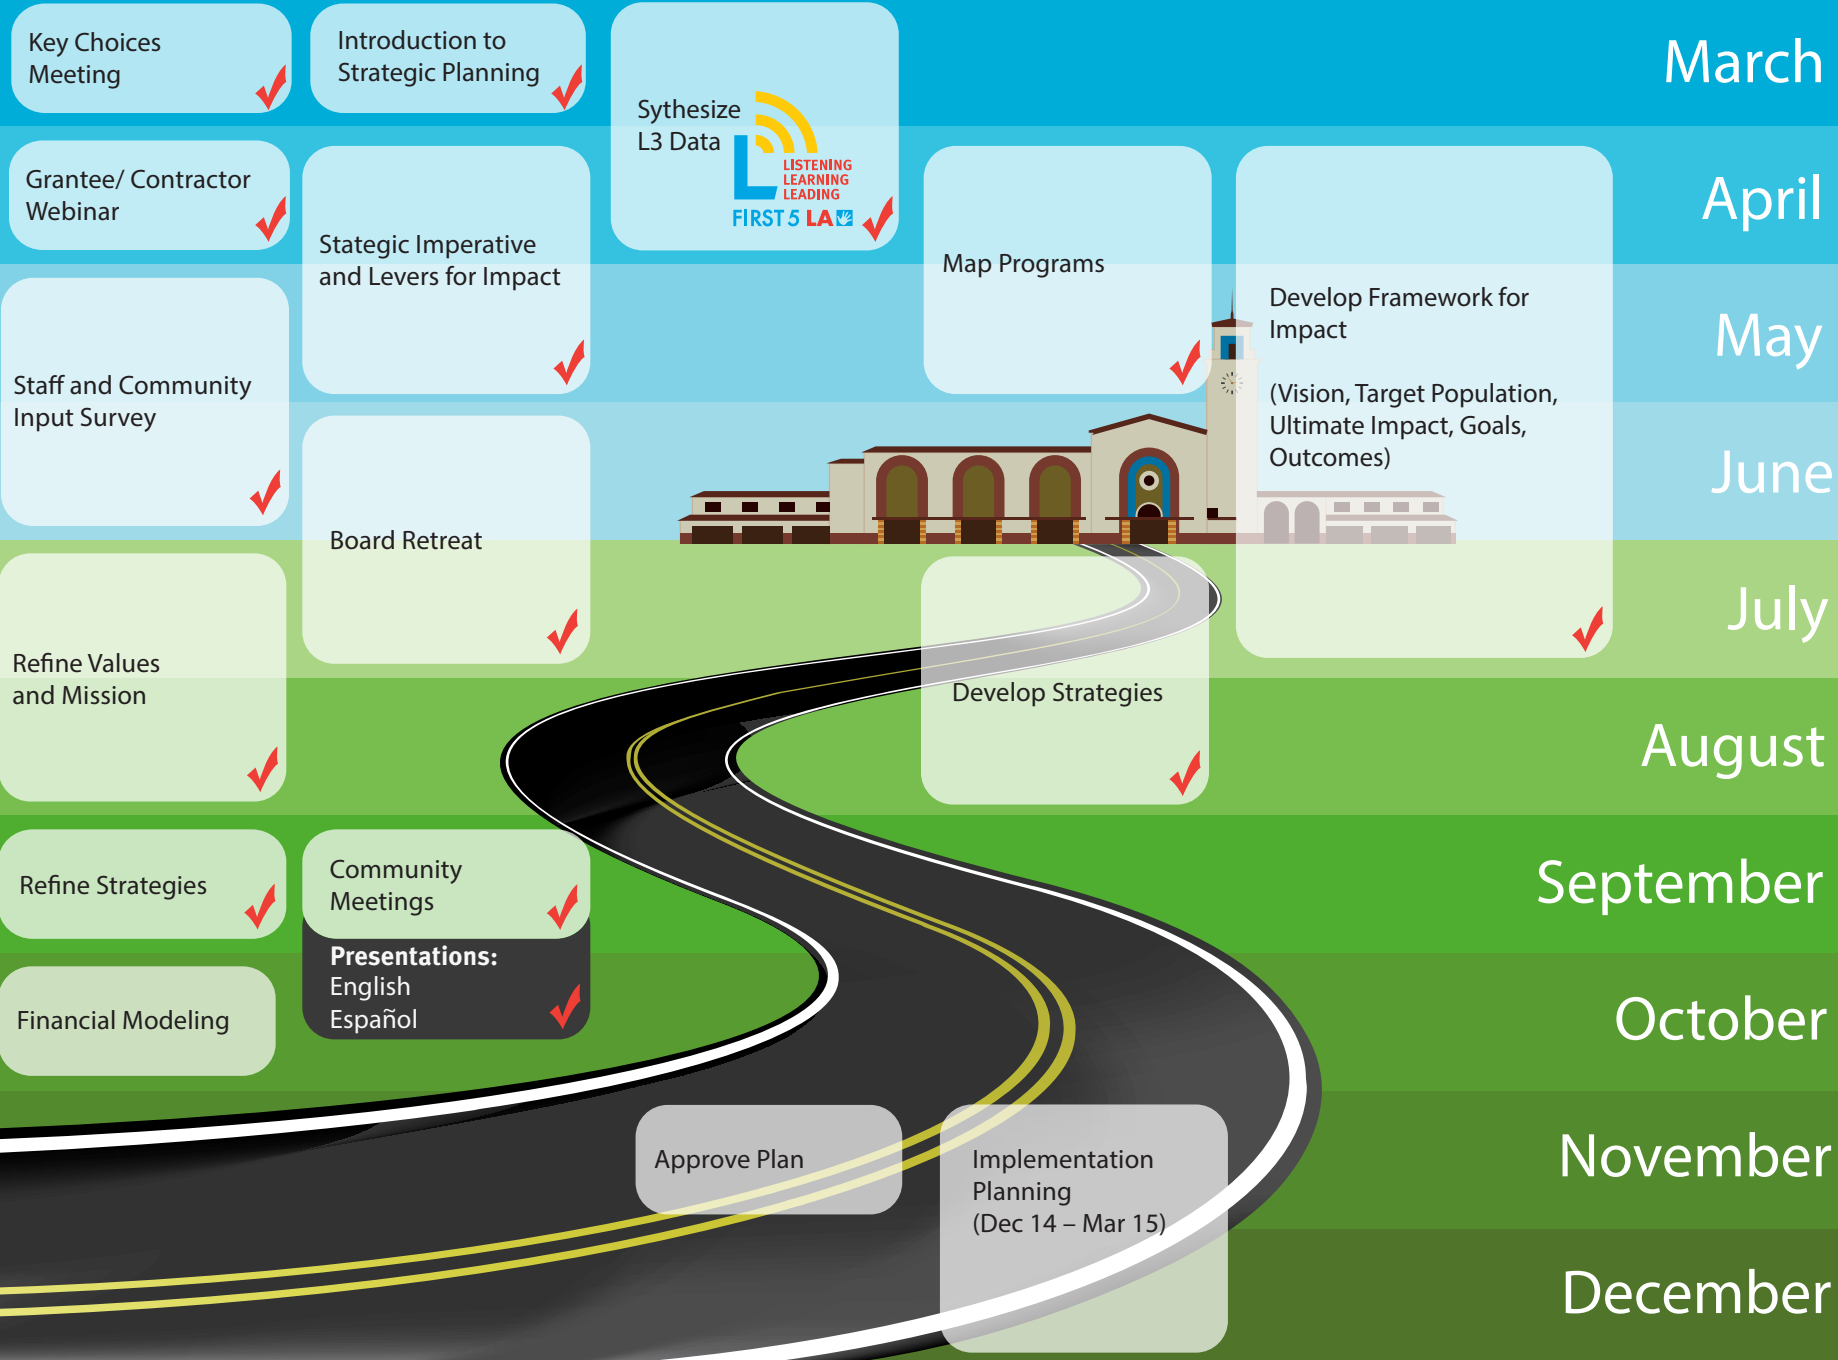 Key Choices
Meeting
Introduction to
Strategic Planning
Sythesize
L3 Data
L
LISTENING
LEARNING
LEADING
FIRST 5 LA
March
Grantee/ Contractor
Webinar
Stategic Imperative
and Levers for Impact
Map Programs
Develop Framework for
Impact
(Vision, Target Population,
Ultimate Impact, Goals,
Outcomes)
April
May
Staff and Community
Input Survey
Board Retreat
June
July
Refine Values
and Mission
Develop Strategies
August
Refine Strategies
Community
Meetings
Presentations:
English
Español
September
Financial Modeling
October
Approve Plan
Implementation
Planning
(Dec 14 – Mar 15)
November
December